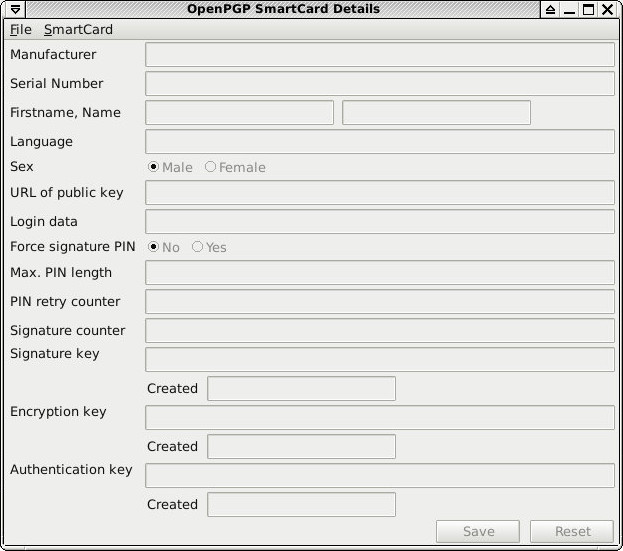 OpenPGP SmartCard Details
File SmartCard
Manufacturer
Serial Number
Firstname, Name
Language
Sex Male Female
URL of public key
Login data
Force signature PIN No Yes
Max. PIN length
PIN retry counter
Signature counter
Signature key
Created
Encryption key
Created
Authentication key
Created
Save Reset